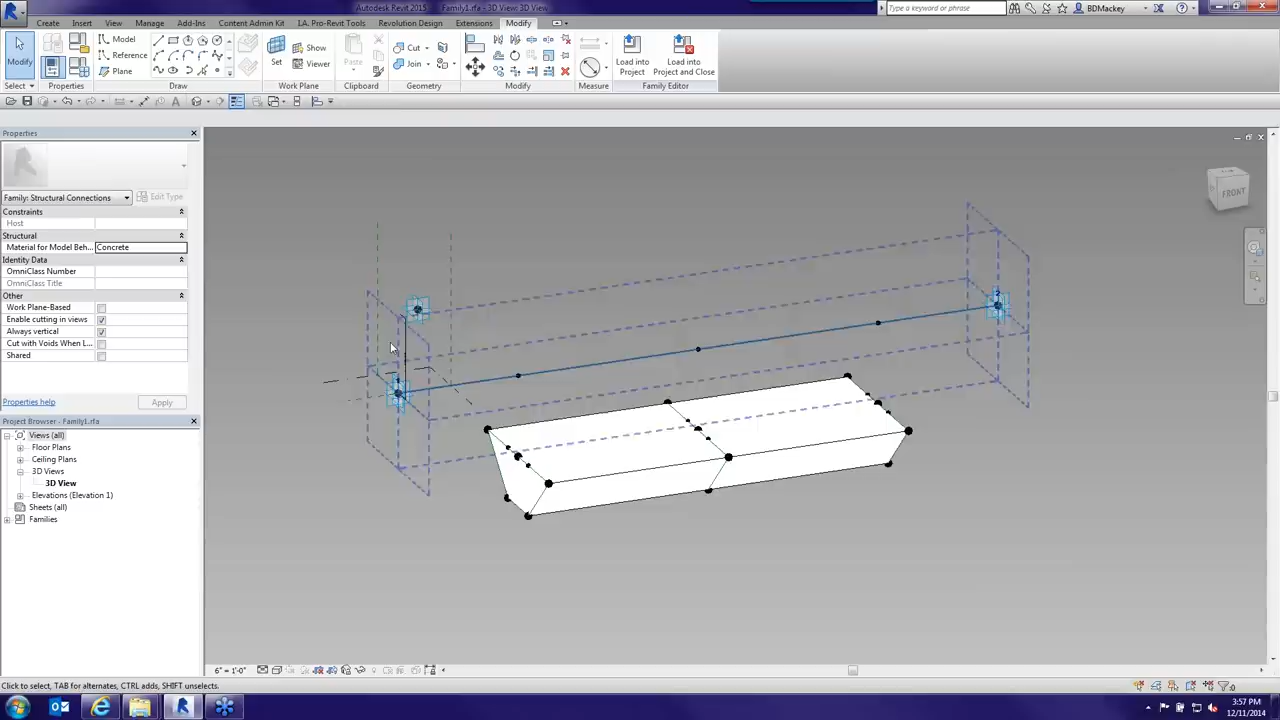 Autodesk Revit 2015 - Family1.rfa - 3D View: 3D View
Type a keyword or phrase
BDMackey
Create Insert View Manage Add-Ins Content Admin Kit I.A. Pro-Revit Tools Revolution Design Extensions Modify
Modify
Model
Reference
Plane
Set
Show
Viewer
Paste
Cut
Join
Load into Project
Load into Project and Close
Select Properties Draw Work Plane Clipboard Geometry Modify Measure Family Editor
Properties
Family: Structural Connections
Edit Type
Constraints
Host
Structural
Material for Model Beh... Concrete
Identity Data
OmniClass Number
OmniClass Title
Other
Work Plane-Based
Enable cutting in views
Always vertical
Cut with Voids When L...
Shared
Properties help
Apply
Project Browser - Family1.rfa
Views (all)
Floor Plans
Ceiling Plans
3D Views
3D View
Elevations (Elevation 1)
Sheets (all)
Families
FRONT
2
6" = 1'-0"
Click to select, TAB for alternates, CTRL adds, SHIFT unselects.
:0
3:57 PM
12/11/2014